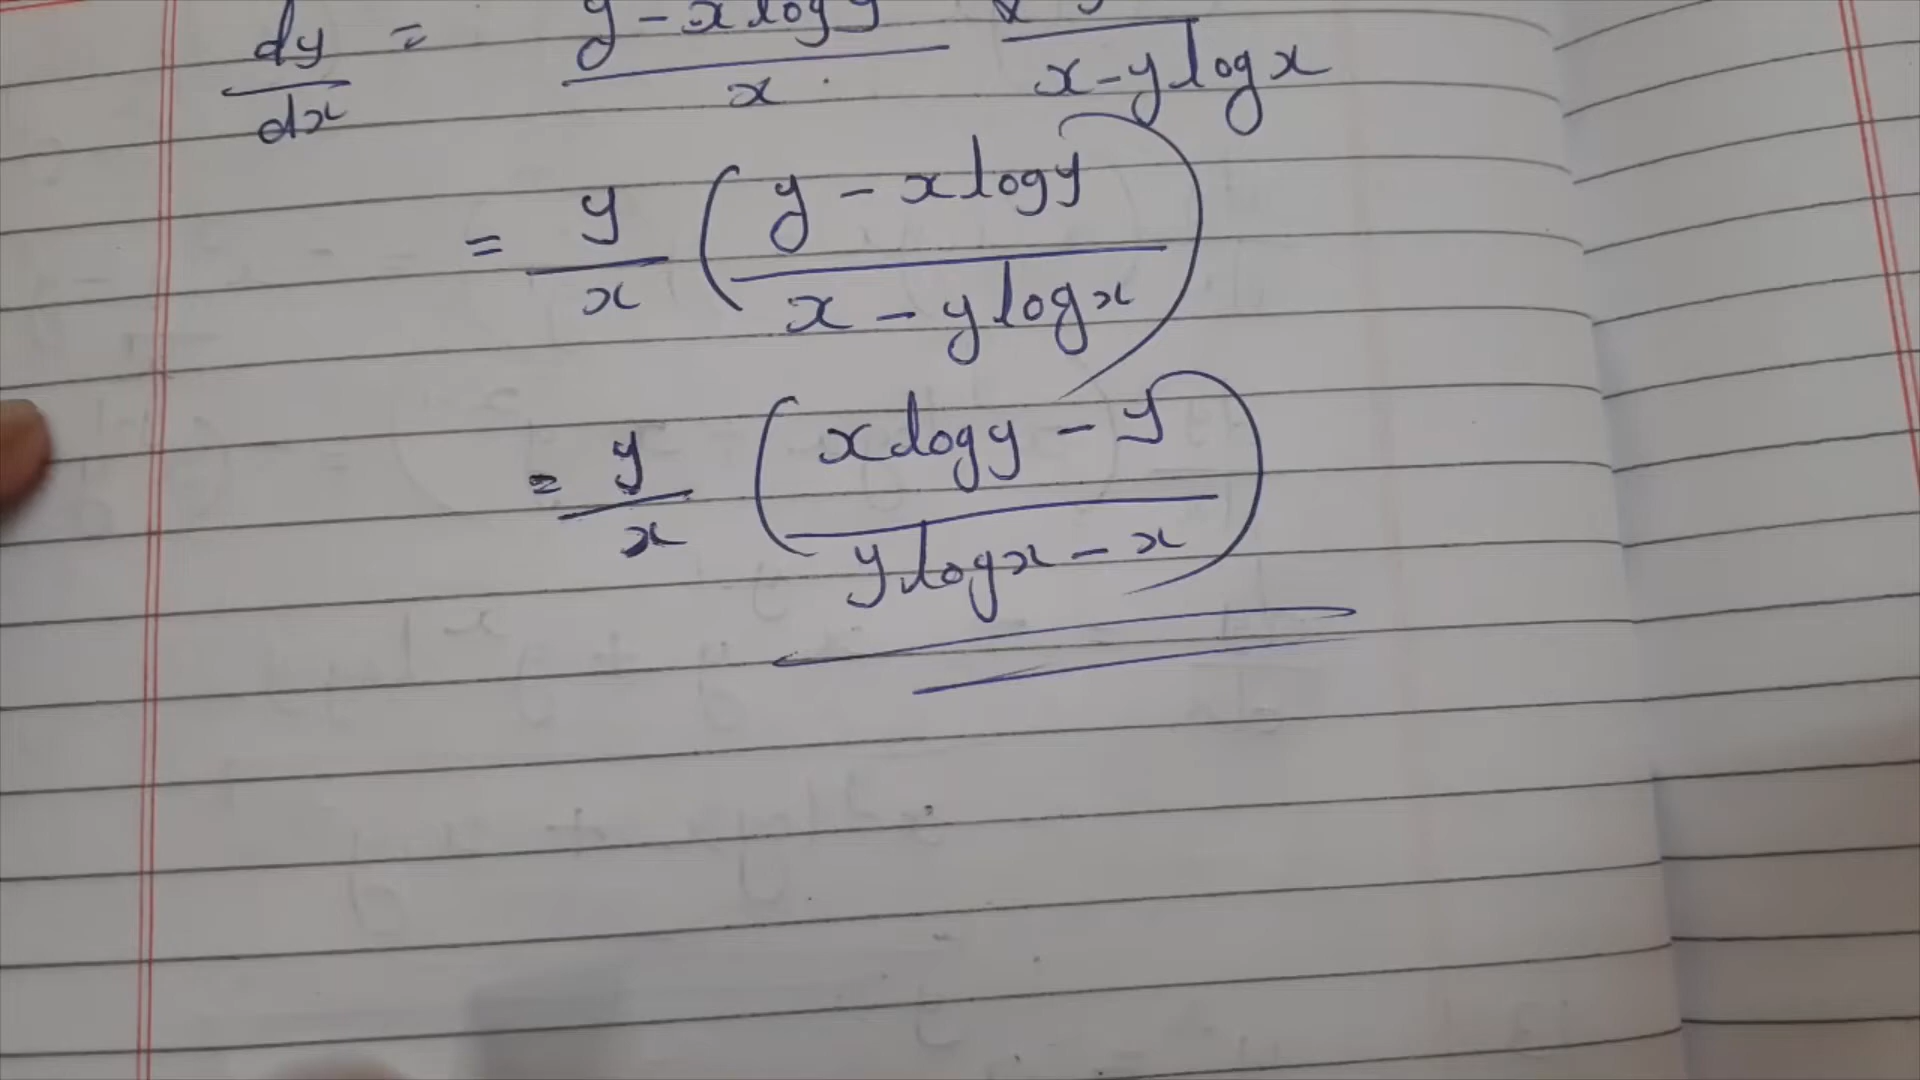 dy/dx = (y - x log y)/x · /(x - y log x)
= y/x ((y - x log y)/(x - y log x))
= y/x ((x log y - y)/(y log x - x))